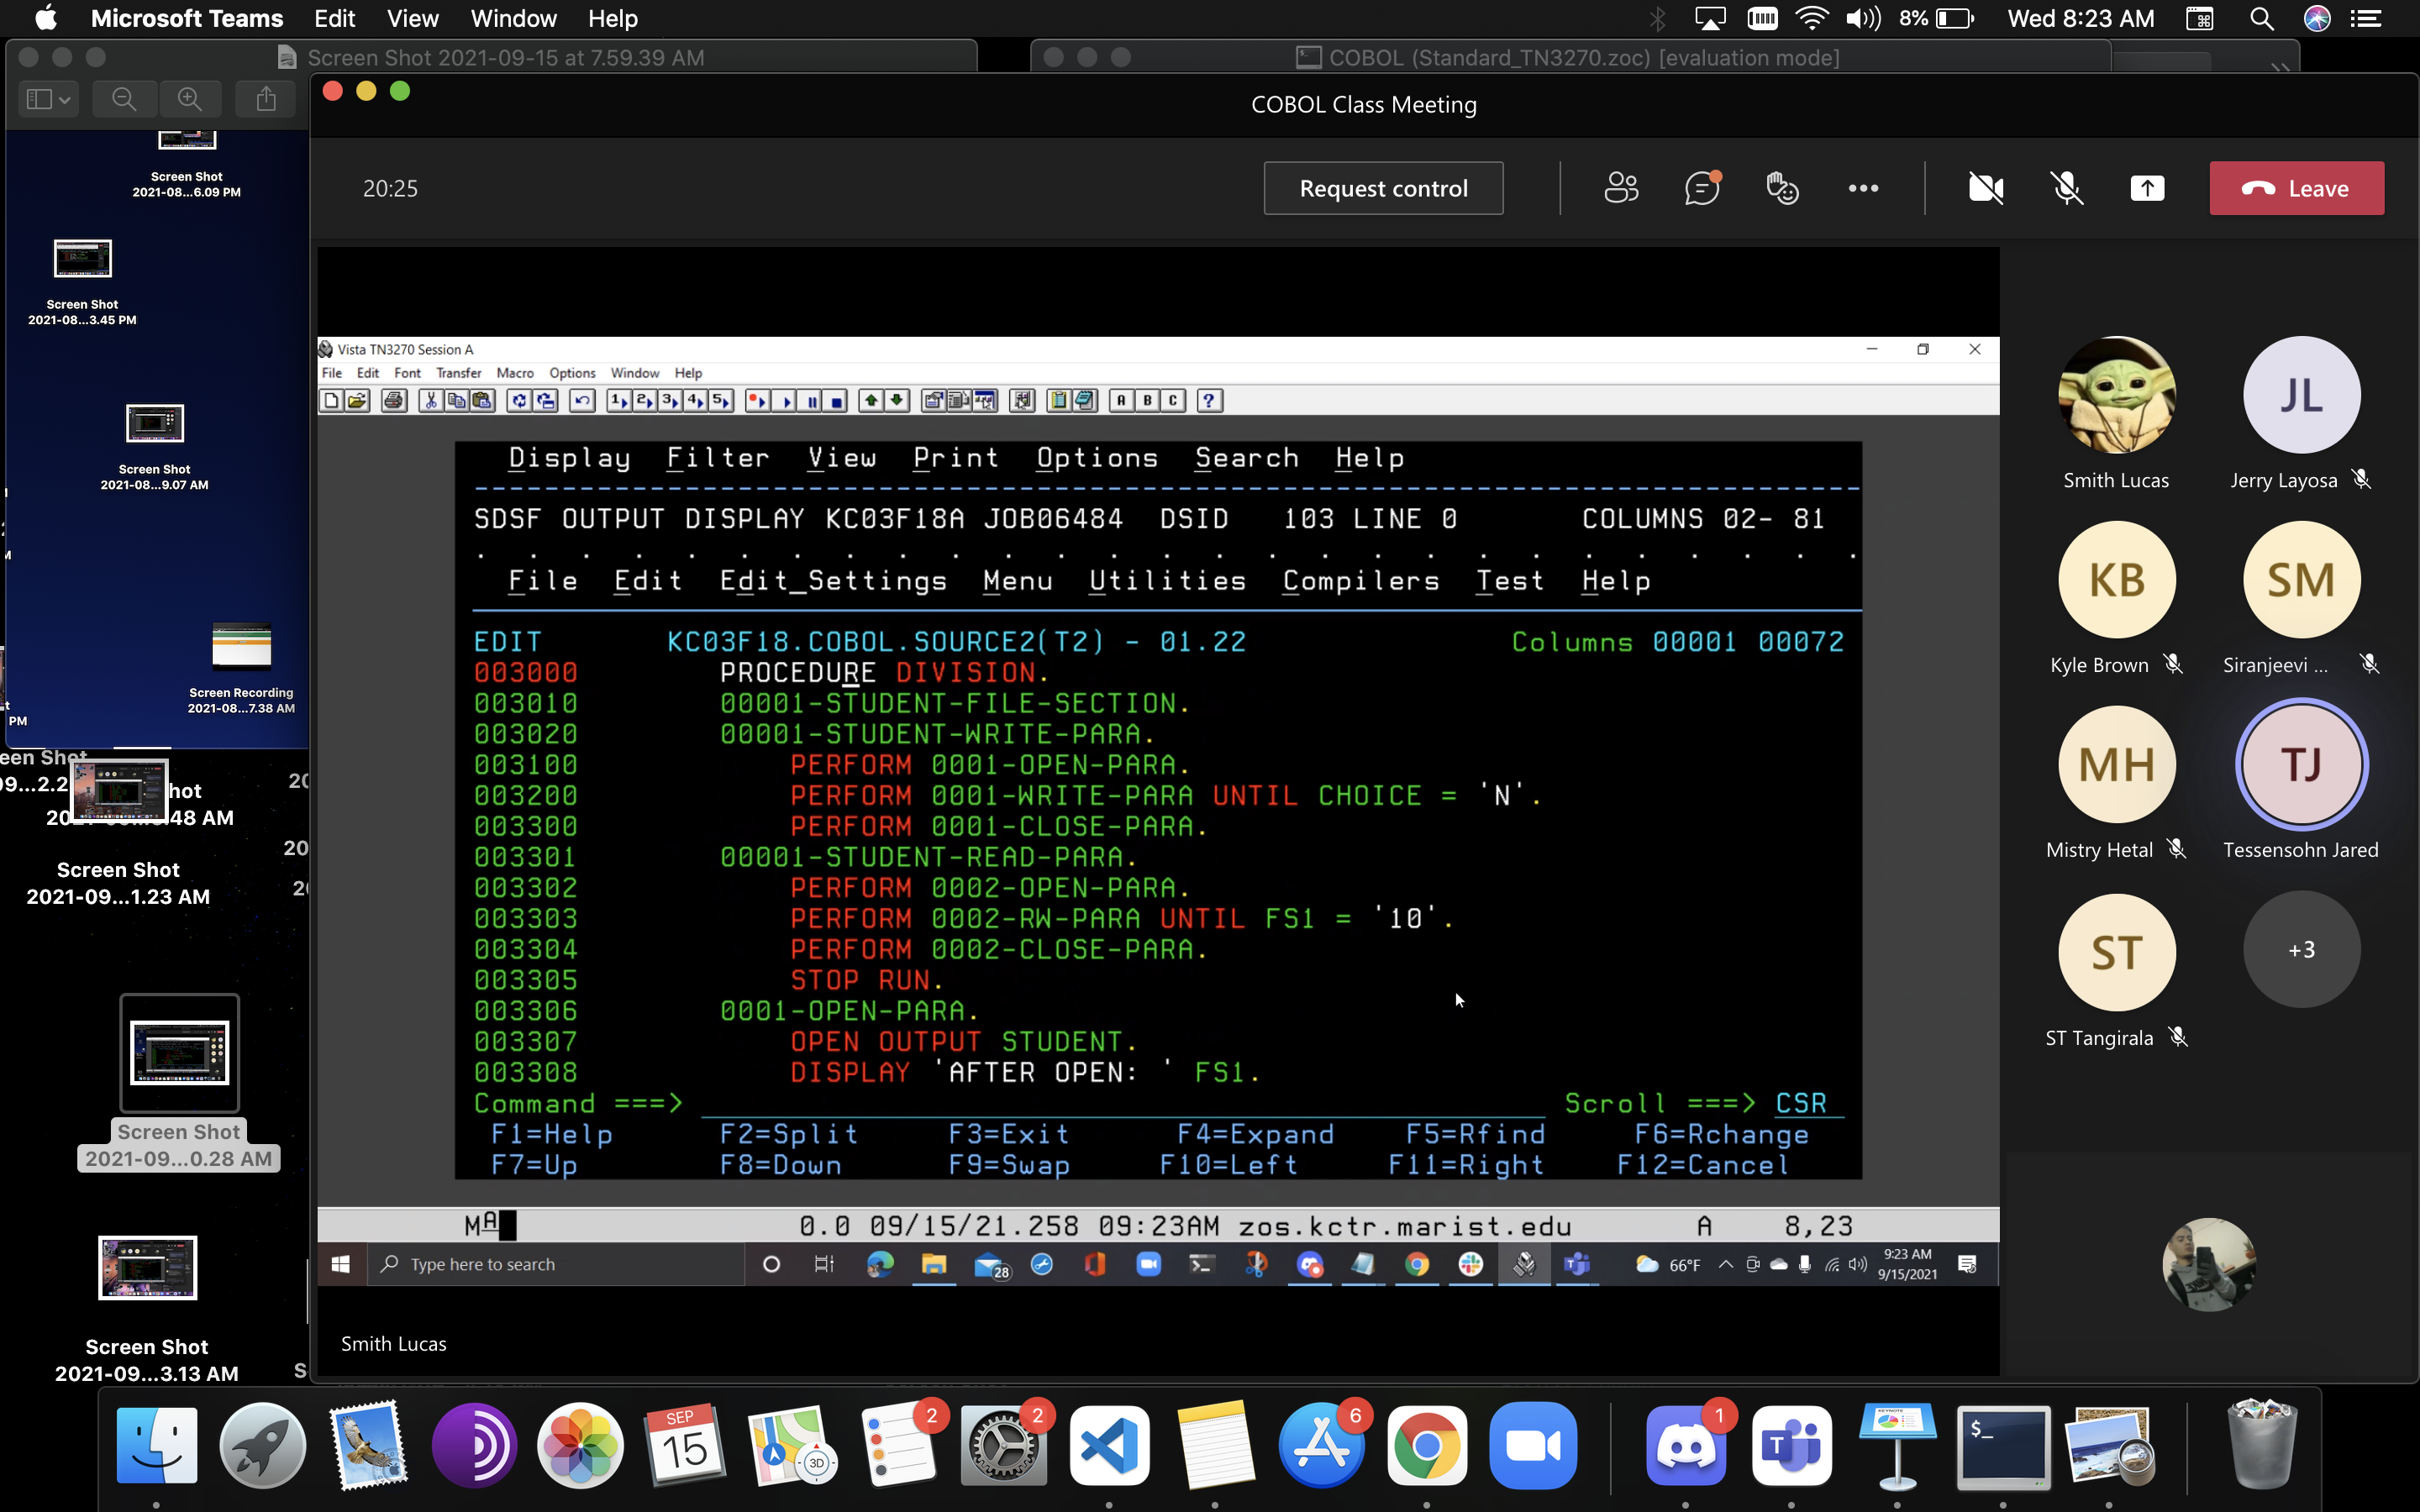 Microsoft Teams Edit View Window Help 8% Wed 8:23 AM
Screen Shot 2021-09-15 at 7.59.39 AM
COBOL (Standard_TN3270.zoc) [evaluation mode]
COBOL Class Meeting
20:25
Request control
Leave
Screen Shot
2021-08...6.09 PM
Screen Shot
2021-08...3.45 PM
Screen Shot
2021-08...9.07 AM
Screen Recording
2021-08...7.38 AM
PM
Screen Shot
2021-09...1.23 AM
Screen Shot
2021-09...0.28 AM
Screen Shot
2021-09...3.13 AM
Vista TN3270 Session A
File Edit Font Transfer Macro Options Window Help
1 2 3 4 5 A B C ?
Display Filter View Print Options Search Help
SDSF OUTPUT DISPLAY KC03F18A JOB06484 DSID 103 LINE 0 COLUMNS 02- 81
File Edit Edit_Settings Menu Utilities Compilers Test Help
EDIT KC03F18.COBOL.SOURCE2(T2) - 01.22 Columns 00001 00072
003000 PROCEDURE DIVISION.
003010 00001-STUDENT-FILE-SECTION.
003020 00001-STUDENT-WRITE-PARA.
003100 PERFORM 0001-OPEN-PARA.
003200 PERFORM 0001-WRITE-PARA UNTIL CHOICE = 'N'.
003300 PERFORM 0001-CLOSE-PARA.
003301 00001-STUDENT-READ-PARA.
003302 PERFORM 0002-OPEN-PARA.
003303 PERFORM 0002-RW-PARA UNTIL FS1 = '10'.
003304 PERFORM 0002-CLOSE-PARA.
003305 STOP RUN.
003306 0001-OPEN-PARA.
003307 OPEN OUTPUT STUDENT.
003308 DISPLAY 'AFTER OPEN: ' FS1.
Command ===> Scroll ===> CSR
F1=Help F2=Split F3=Exit F4=Expand F5=Rfind F6=Rchange
F7=Up F8=Down F9=Swap F10=Left F11=Right F12=Cancel
MA 0.0 09/15/21.258 09:23AM zos.kctr.marist.edu A 8,23
Type here to search
28
66°F
9:23 AM
9/15/2021
Smith Lucas
Smith Lucas
JL
Jerry Layosa
KB
Kyle Brown
SM
Siranjeevi ...
MH
Mistry Hetal
TJ
Tessensohn Jared
ST
ST Tangirala
+3
SEP
15
3D
2
2
6
1
T
$_